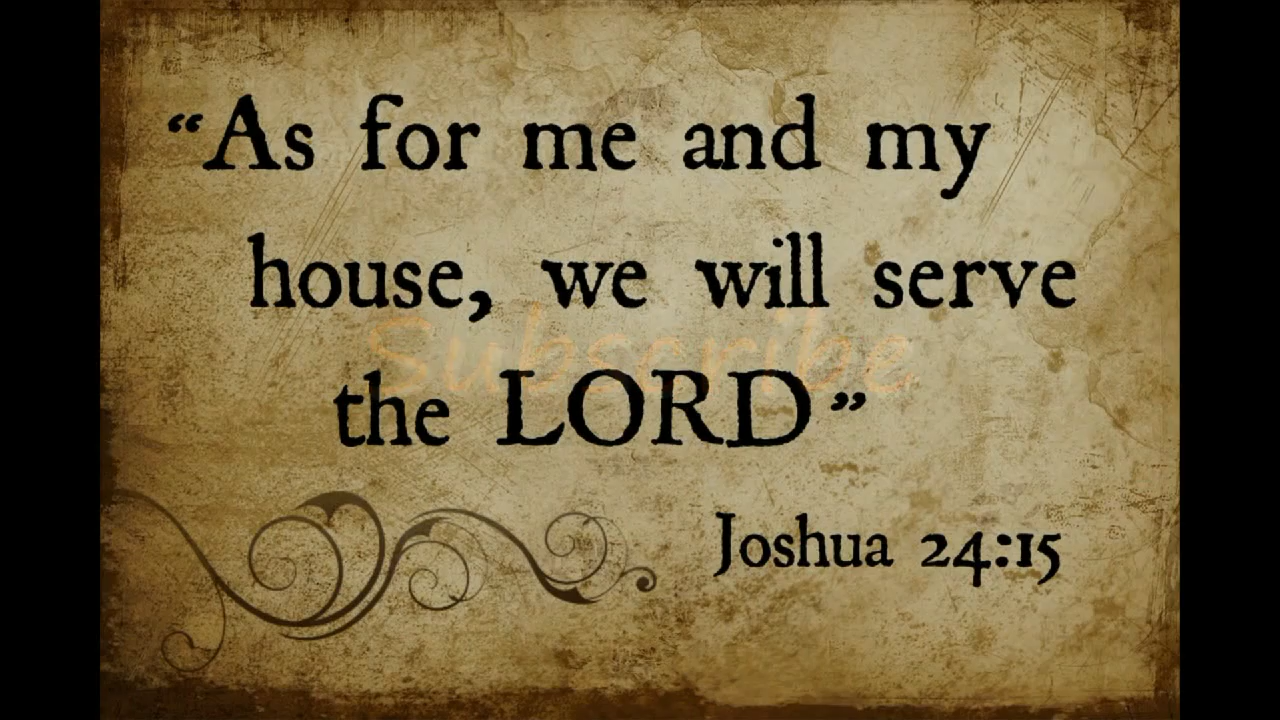 “As for me and my
house, we will serve
Subscribe
the LORD”
Joshua 24:15